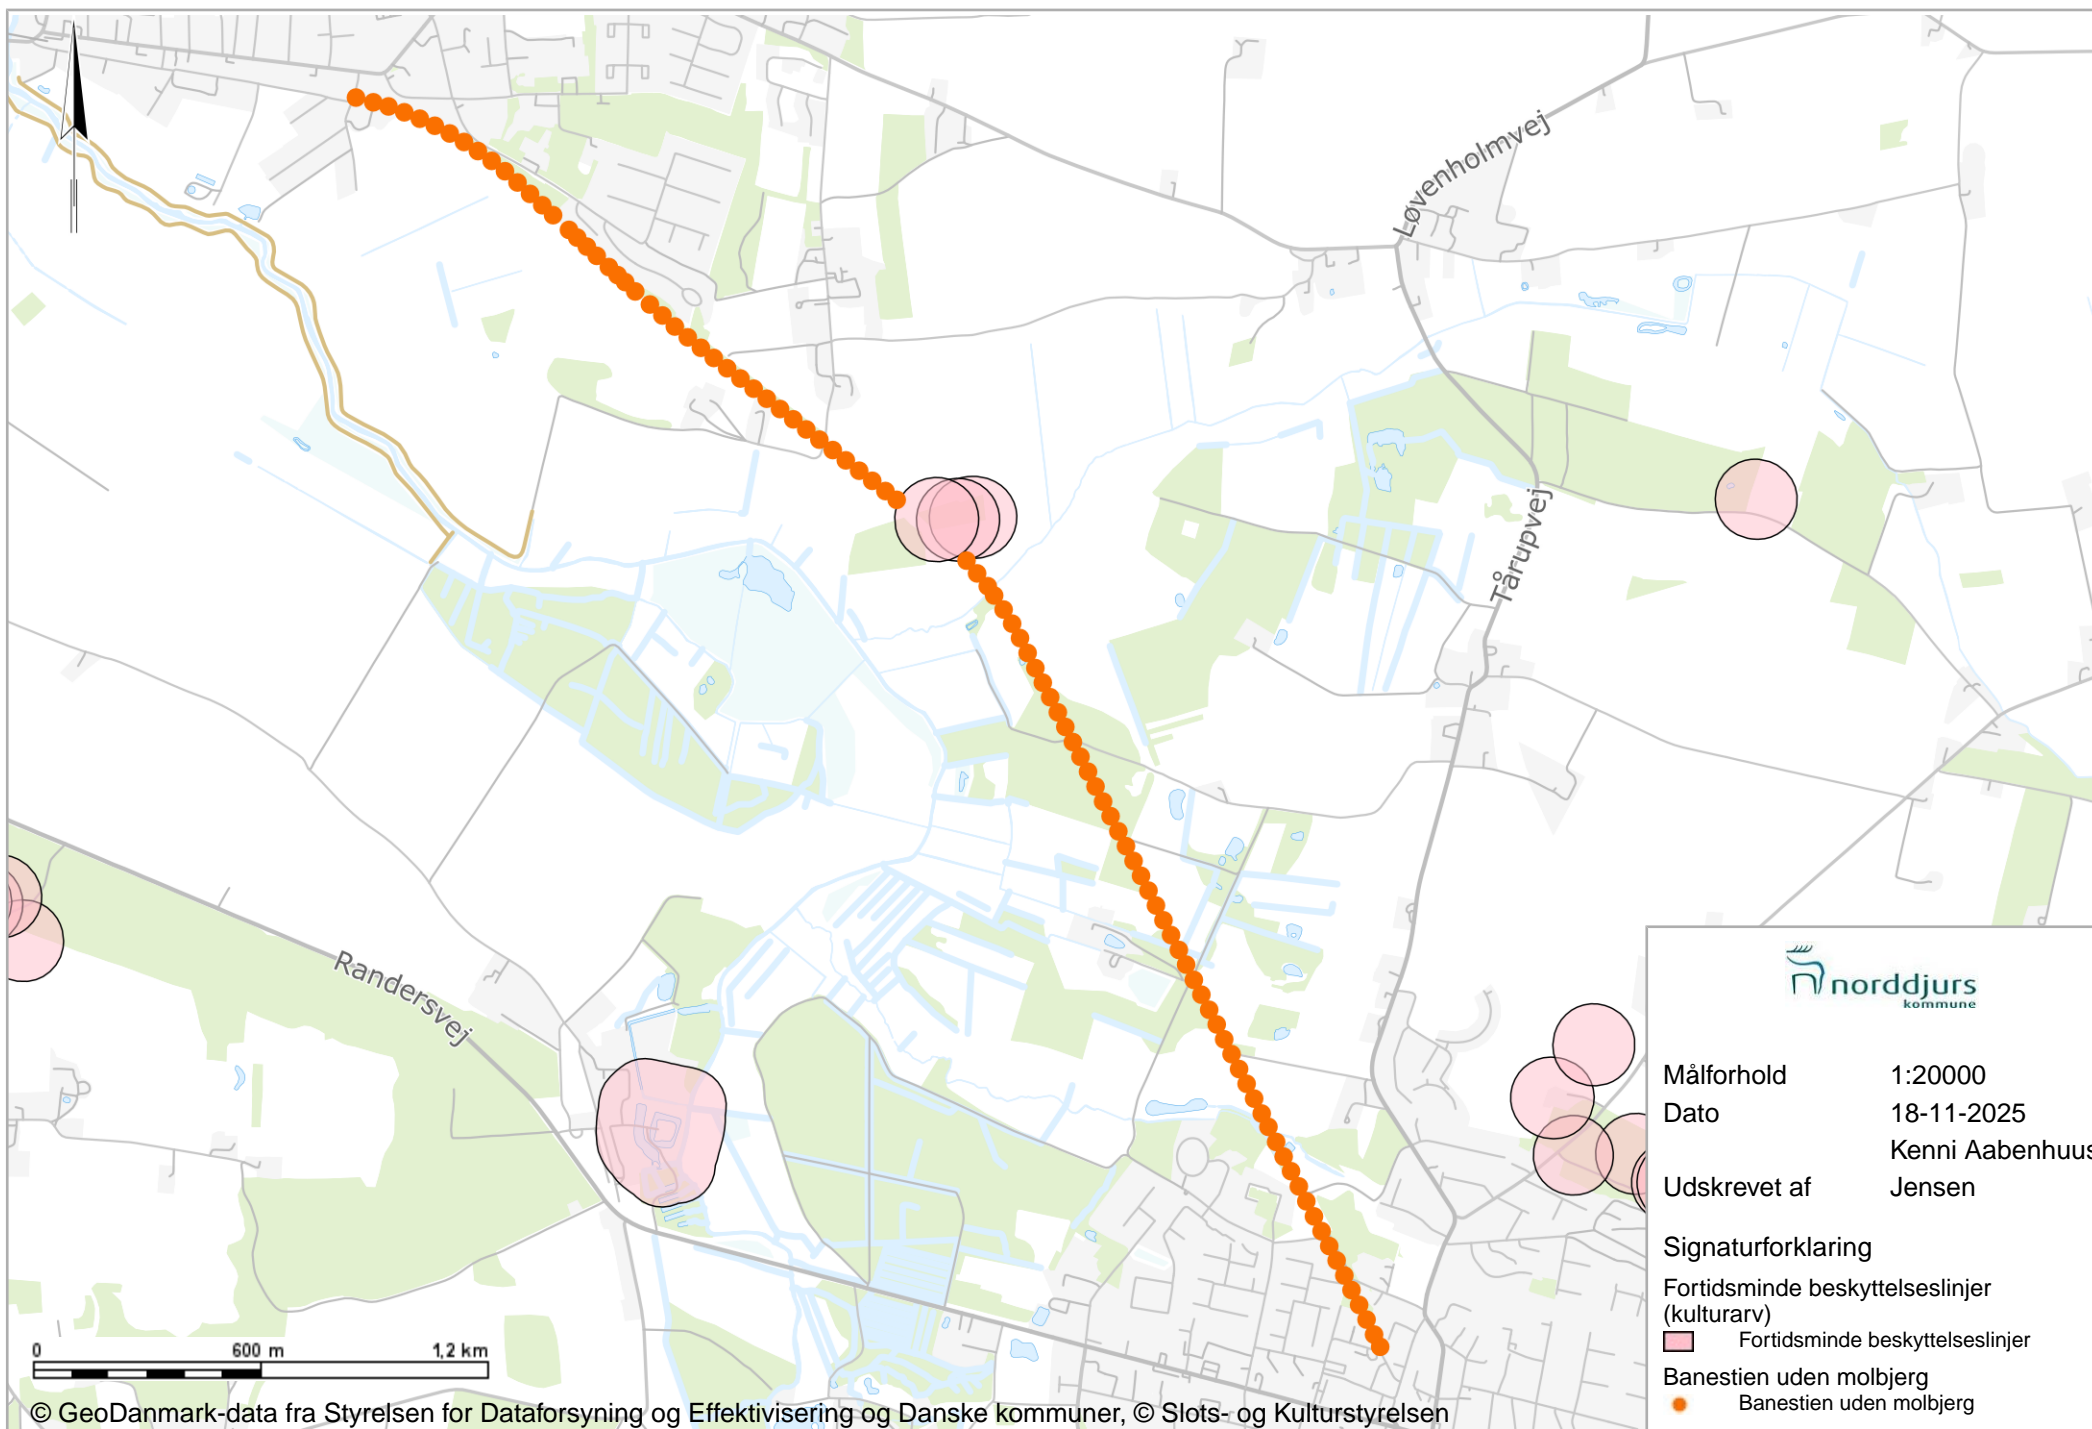 Løvenholmvej
Tårupvej
Randersvej
norddjurs
kommune
Målforhold 1:20000
Dato 18-11-2025
Kenni Aabenhuus
Udskrevet af Jensen
Signaturforklaring
Fortidsminde beskyttelseslinjer
(kulturarv)
Fortidsminde beskyttelseslinjer
Banestien uden molbjerg
Banestien uden molbjerg
0 600 m 1,2 km
© GeoDanmark-data fra Styrelsen for Dataforsyning og Effektivisering og Danske kommuner, © Slots- og Kulturstyrelsen